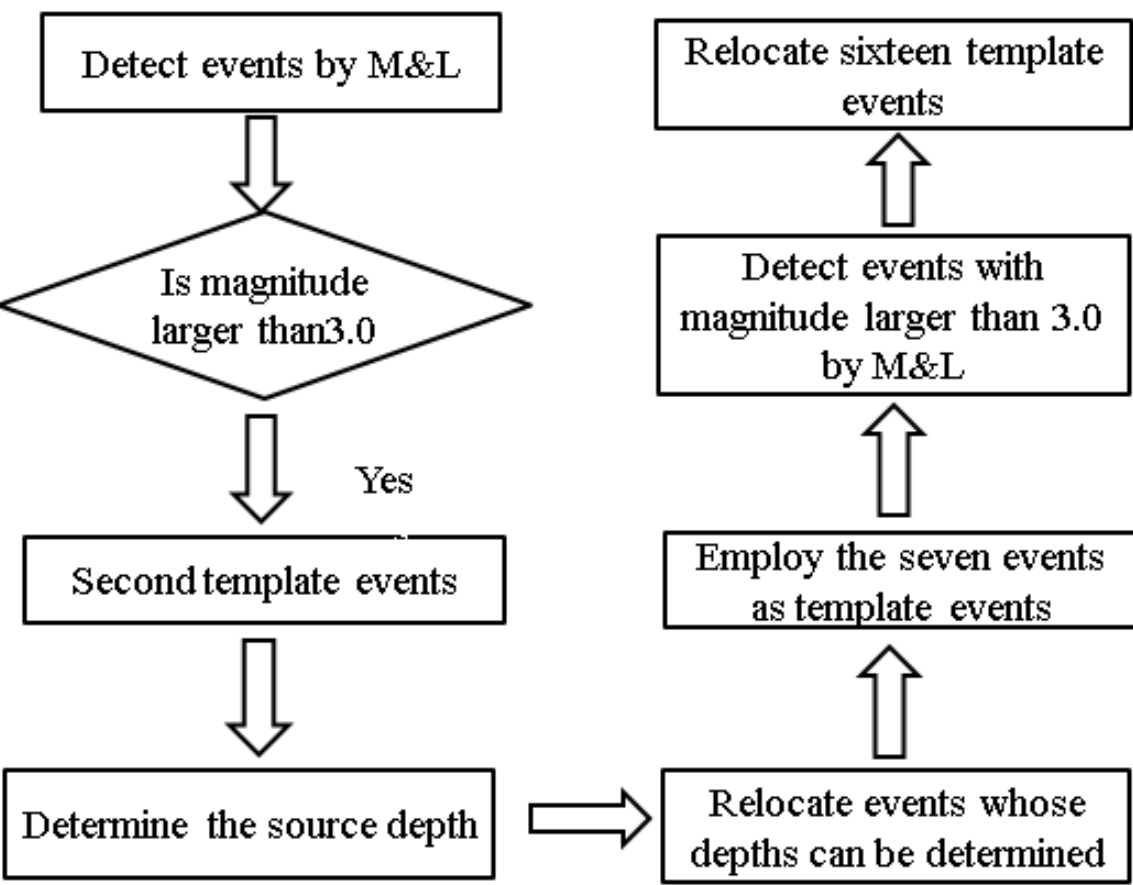 Detect events by M&L
Is magnitude
larger than3.0
Yes
Second template events
Determine the source depth
Relocate events whose
depths can be determined
Employ the seven events
as template events
Detect events with
magnitude larger than 3.0
by M&L
Relocate sixteen template
events